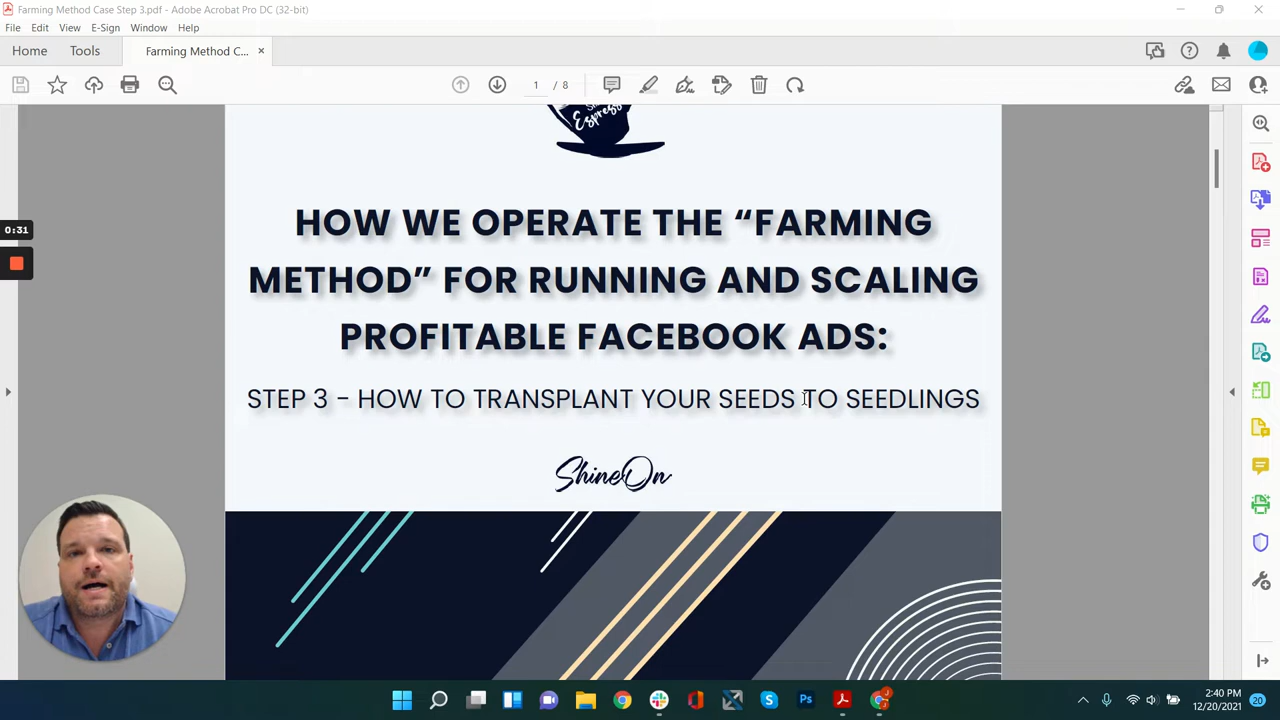 Farming Method Case Step 3.pdf - Adobe Acrobat Pro DC (32-bit)
File Edit View E-Sign Window Help
Home Tools Farming Method C... ×
1 / 8
Espresso
0:31
HOW WE OPERATE THE “FARMING
METHOD” FOR RUNNING AND SCALING
PROFITABLE FACEBOOK ADS:
STEP 3 - HOW TO TRANSPLANT YOUR SEEDS TO SEEDLINGS
ShineOn
2:40 PM
12/20/2021
20